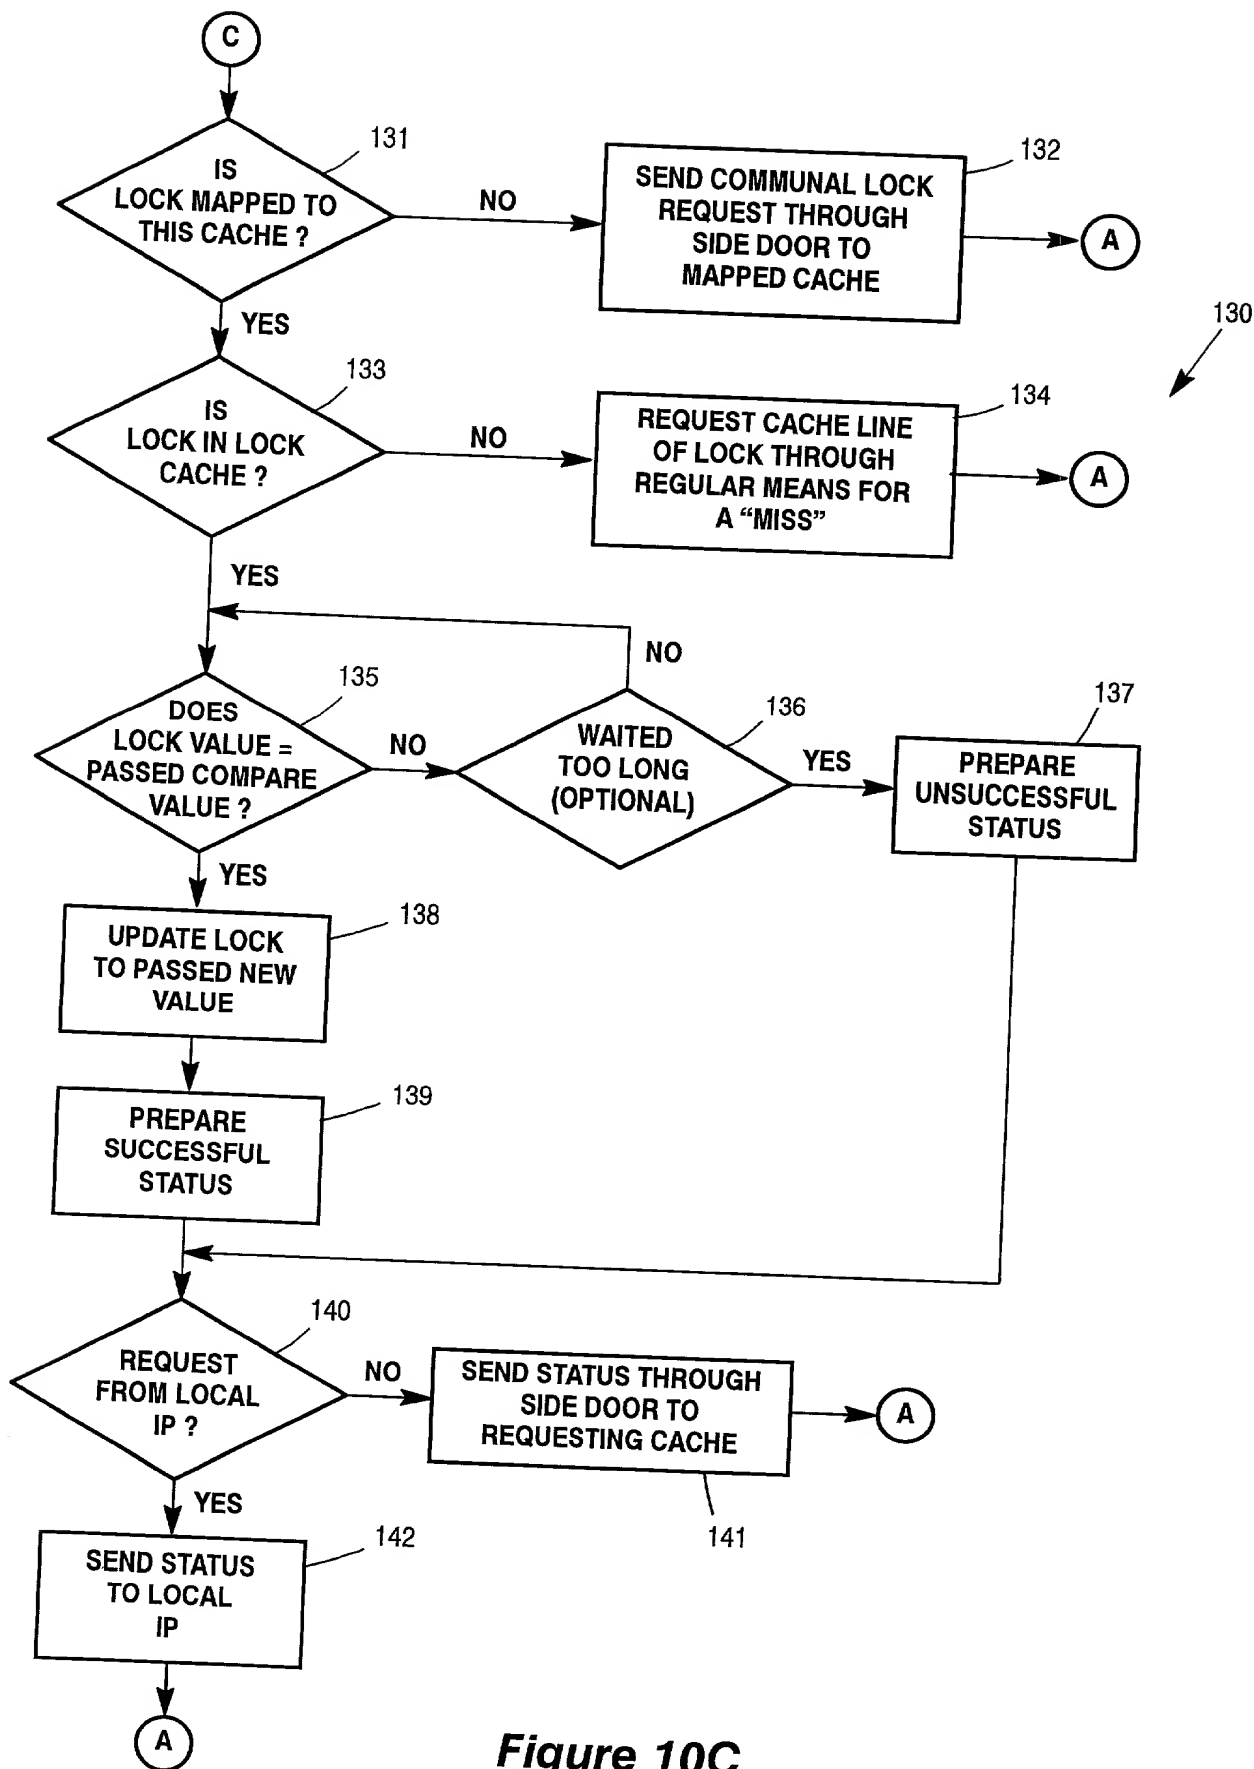 C
131
IS
LOCK MAPPED TO
THIS CACHE ?
NO
132
SEND COMMUNAL LOCK
REQUEST THROUGH
SIDE DOOR TO
MAPPED CACHE
A
130
YES
133
IS
LOCK IN LOCK
CACHE ?
NO
134
REQUEST CACHE LINE
OF LOCK THROUGH
REGULAR MEANS FOR
A “MISS”
A
YES
NO
135
DOES
LOCK VALUE =
PASSED COMPARE
VALUE ?
NO
136
WAITED
TOO LONG
(OPTIONAL)
YES
137
PREPARE
UNSUCCESSFUL
STATUS
YES
138
UPDATE LOCK
TO PASSED NEW
VALUE
139
PREPARE
SUCCESSFUL
STATUS
140
REQUEST
FROM LOCAL
IP ?
NO
SEND STATUS THROUGH
SIDE DOOR TO
REQUESTING CACHE
141
A
YES
142
SEND STATUS
TO LOCAL
IP
A
Figure 10C